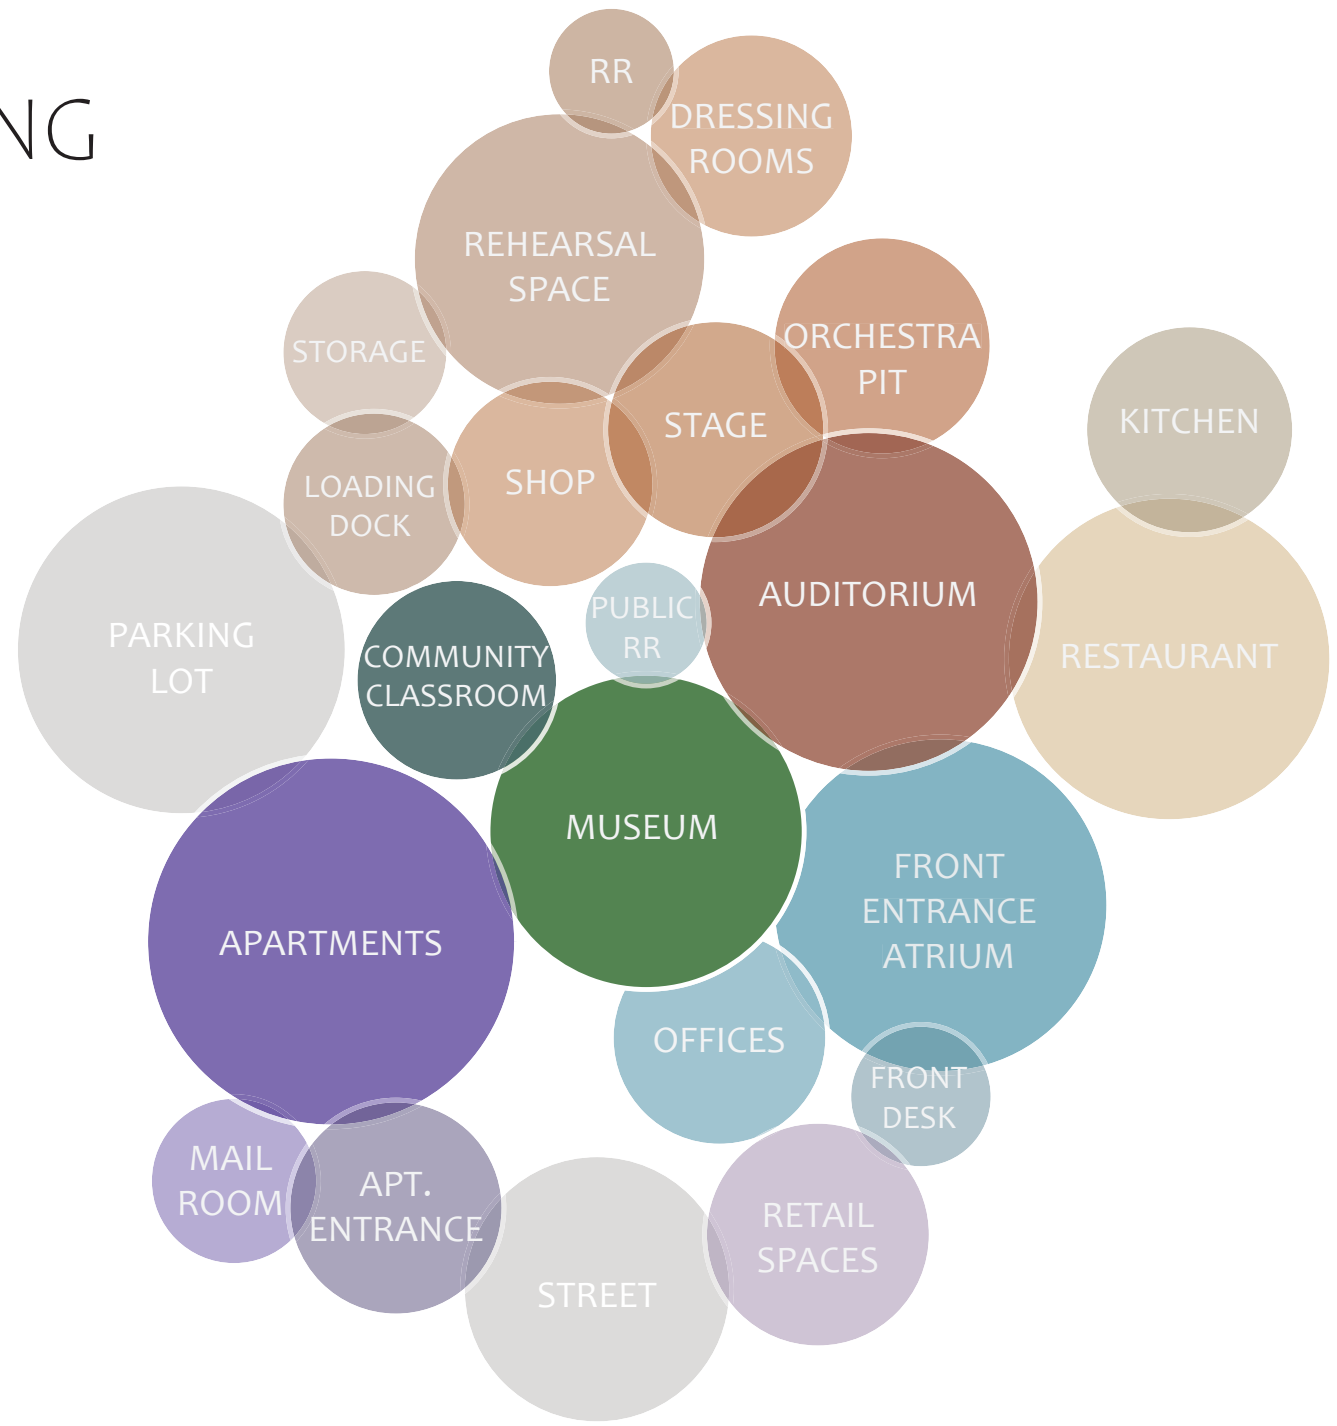 NG
RR
DRESSING
ROOMS
REHEARSAL
SPACE
STORAGE
ORCHESTRA
PIT
STAGE
KITCHEN
SHOP
LOADING
DOCK
AUDITORIUM
PUBLIC
RR
PARKING
LOT
COMMUNITY
CLASSROOM
RESTAURANT
MUSEUM
FRONT
ENTRANCE
ATRIUM
APARTMENTS
OFFICES
FRONT
DESK
MAIL
ROOM
APT.
ENTRANCE
RETAIL
SPACES
STREET